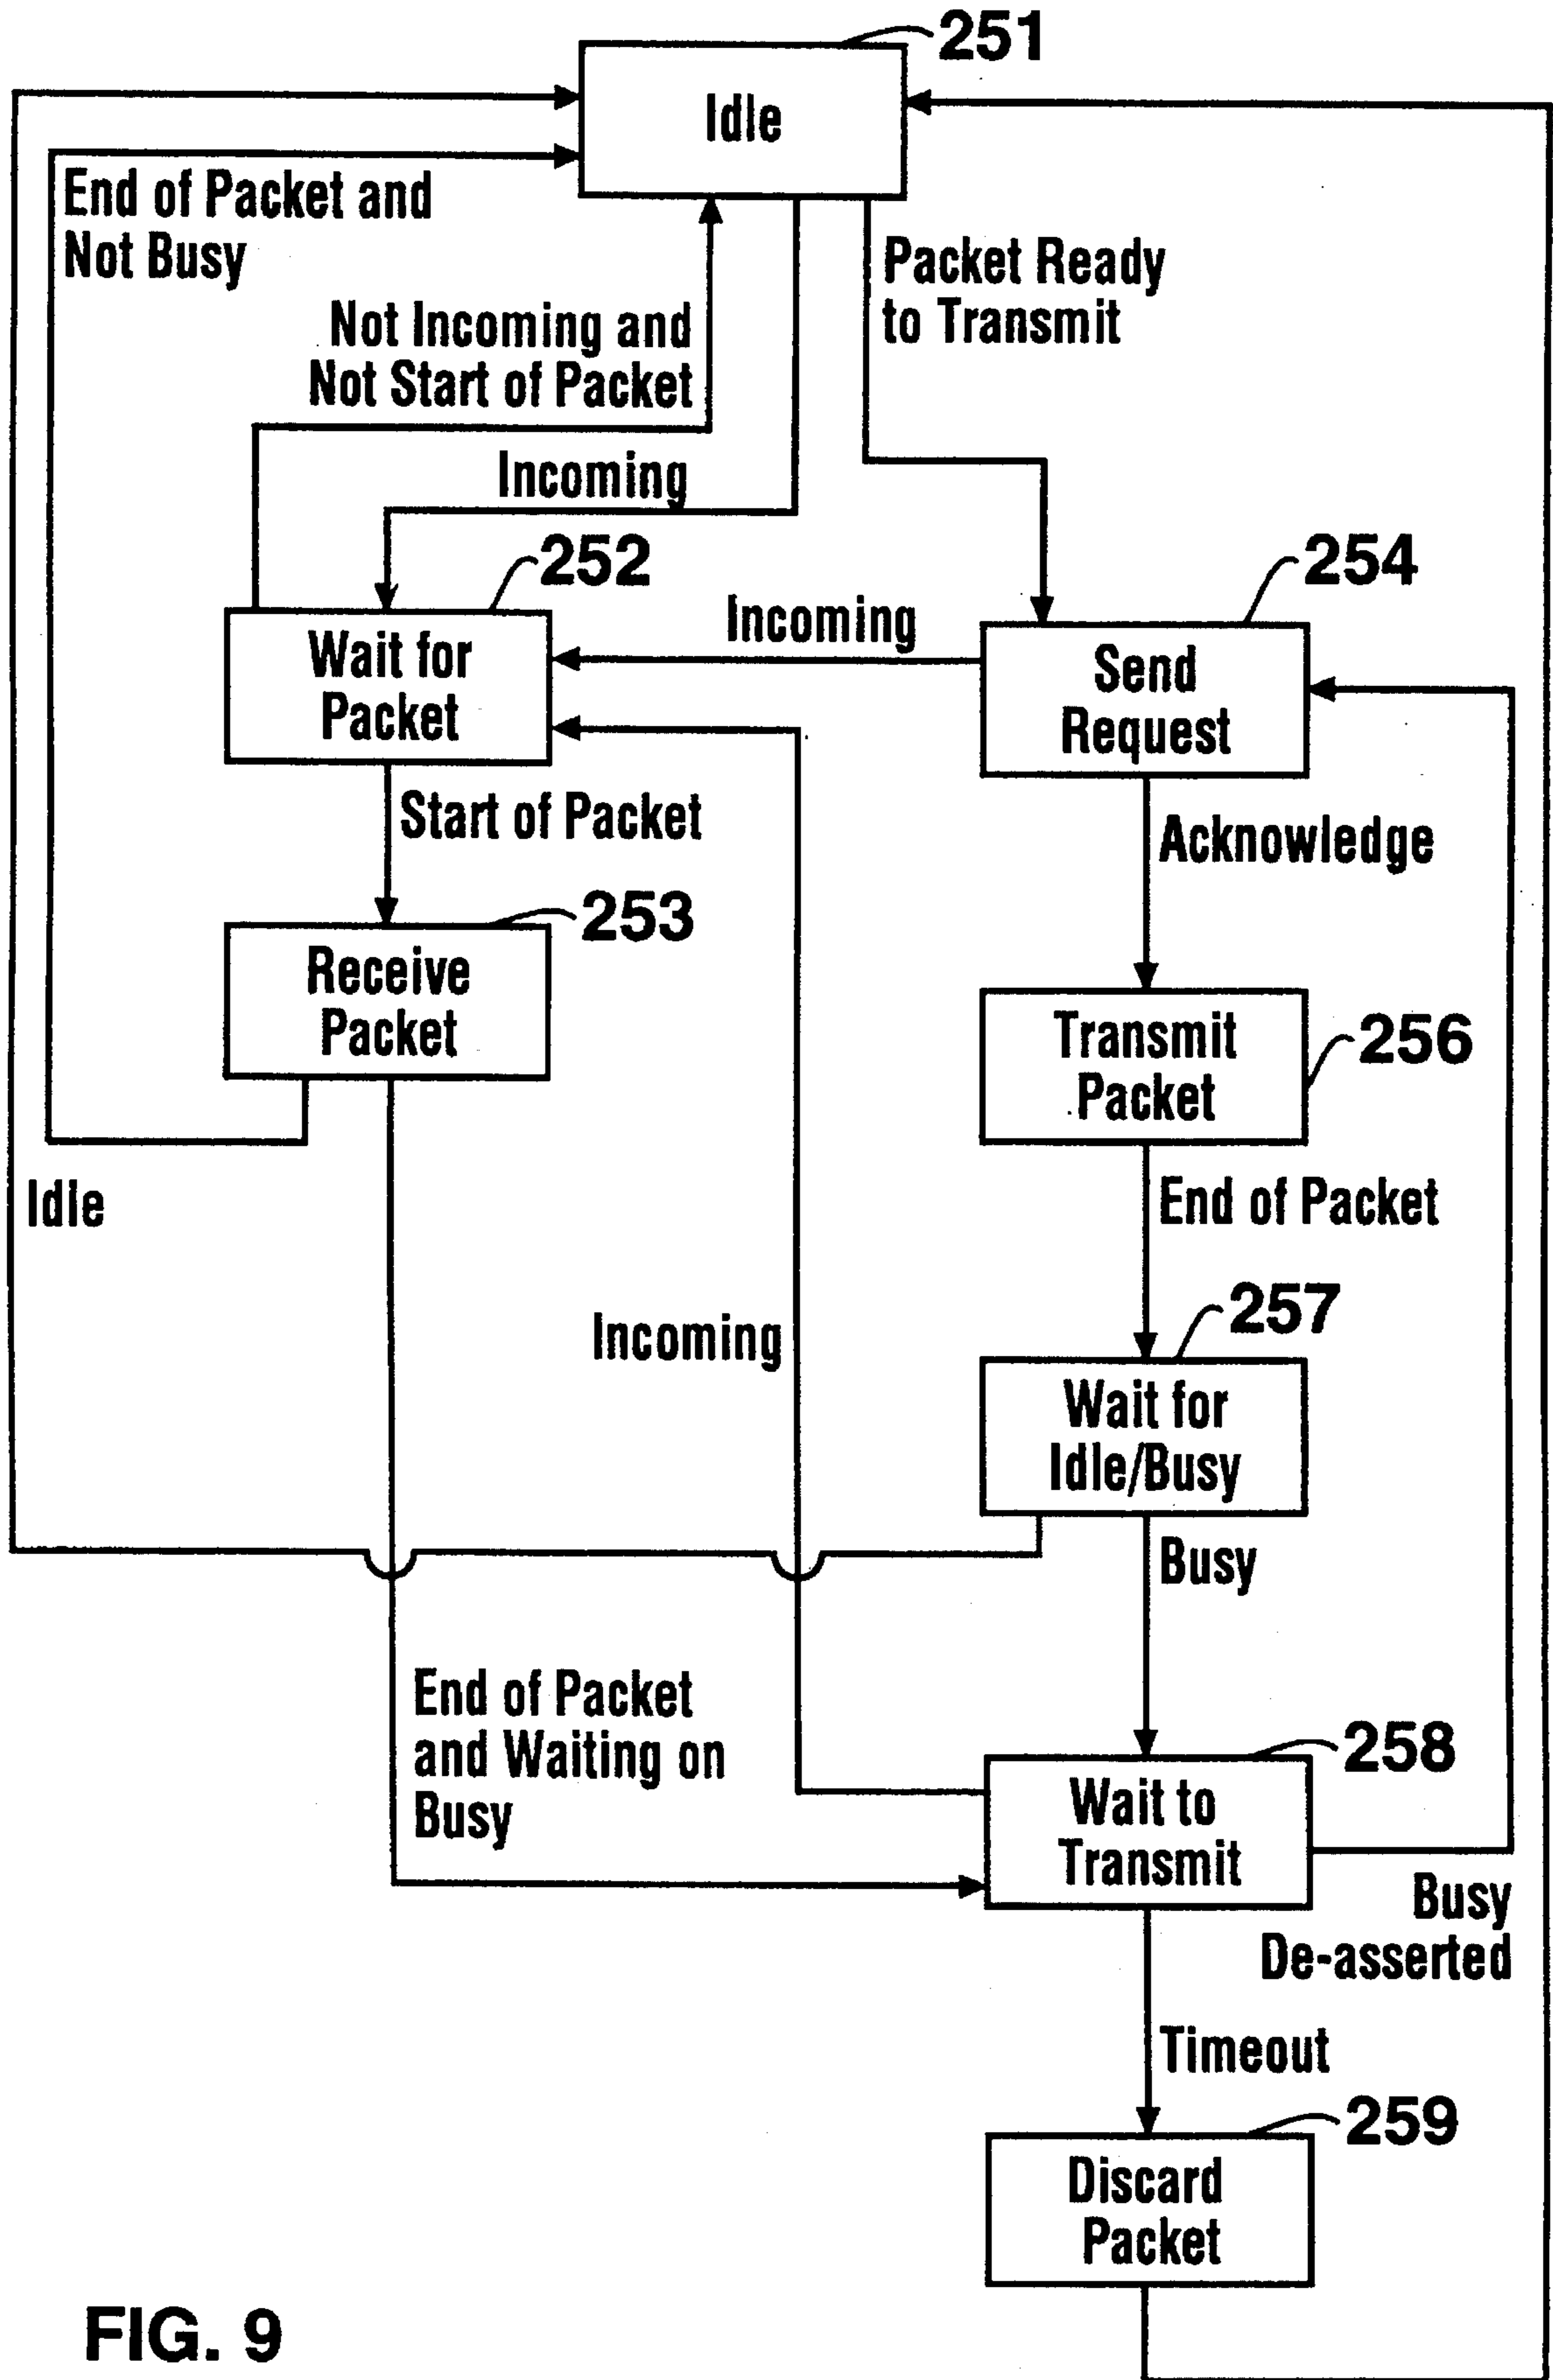 251
Idle
End of Packet and
Not Busy
Packet Ready
to Transmit
Not Incoming and
Not Start of Packet
Incoming
252
254
Incoming
Wait for
Packet
Send
Request
Start of Packet
Acknowledge
253
Receive
Packet
Transmit
Packet
256
Idle
End of Packet
257
Incoming
Wait for
Idle/Busy
Busy
End of Packet
and Waiting on
Busy
258
Wait to
Transmit
Busy
De-asserted
Timeout
259
Discard
Packet
FIG. 9